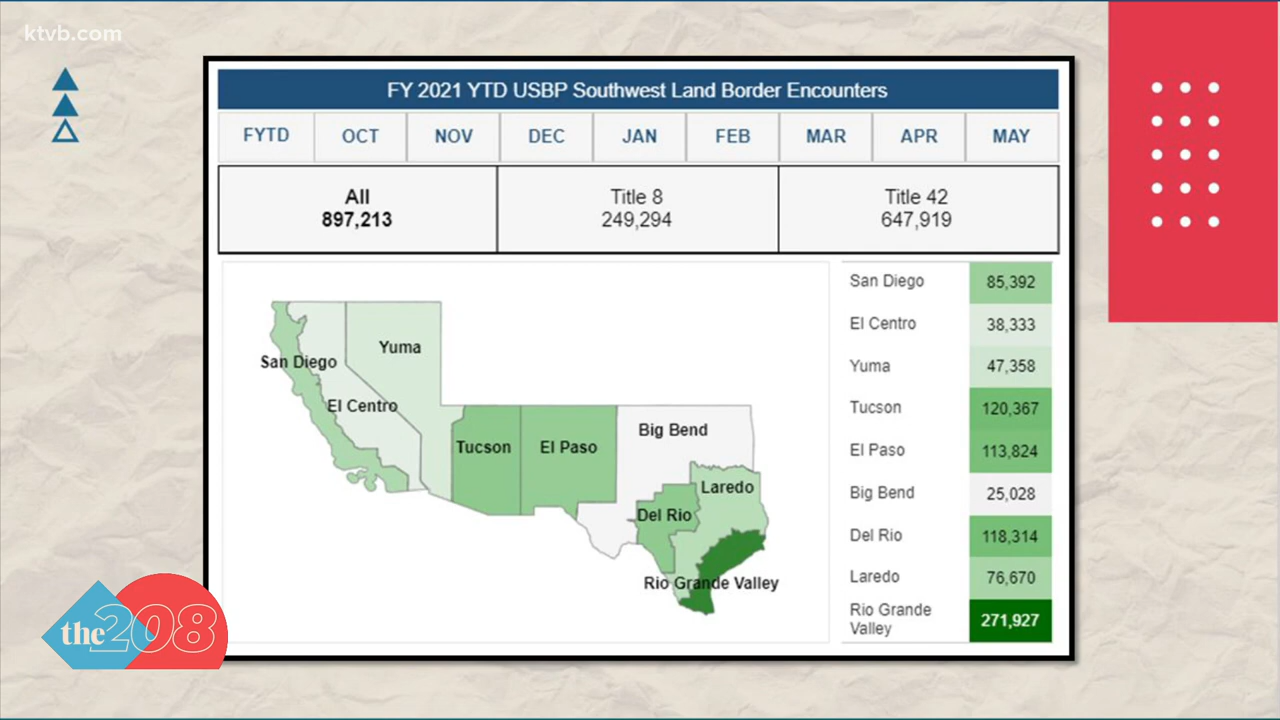 ktvb.com
FY 2021 YTD USBP Southwest Land Border Encounters
FYTD OCT NOV DEC JAN FEB MAR APR MAY
All Title 8 Title 42
897,213 249,294 647,919
San Diego 85,392
El Centro 38,333
Yuma 47,358
Tucson 120,367
El Paso 113,824
Big Bend 25,028
Del Rio 118,314
Laredo 76,670
Rio Grande
Valley 271,927
Yuma
San Diego
El Centro
Big Bend
Tucson El Paso
Laredo
Del Rio
Rio Grande Valley
the208